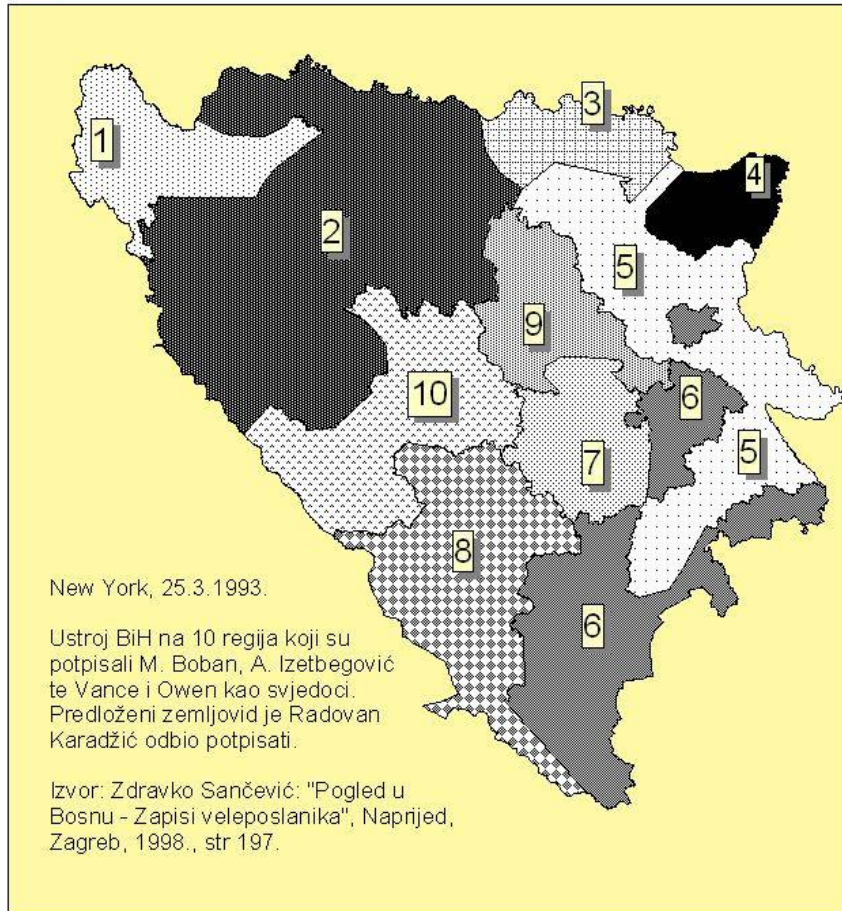 1
2
3
4
5
9
10
6
7
5
8
6
New York, 25.3.1993.
Ustroj BiH na 10 regija koji su
potpisali M. Boban, A. Izetbegović
te Vance i Owen kao svjedoci.
Predloženi zemljovid je Radovan
Karadžić odbio potpisati.
Izvor: Zdravko Sančević: "Pogled u
Bosnu - Zapisi veleposlanika", Naprijed,
Zagreb, 1998., str 197.